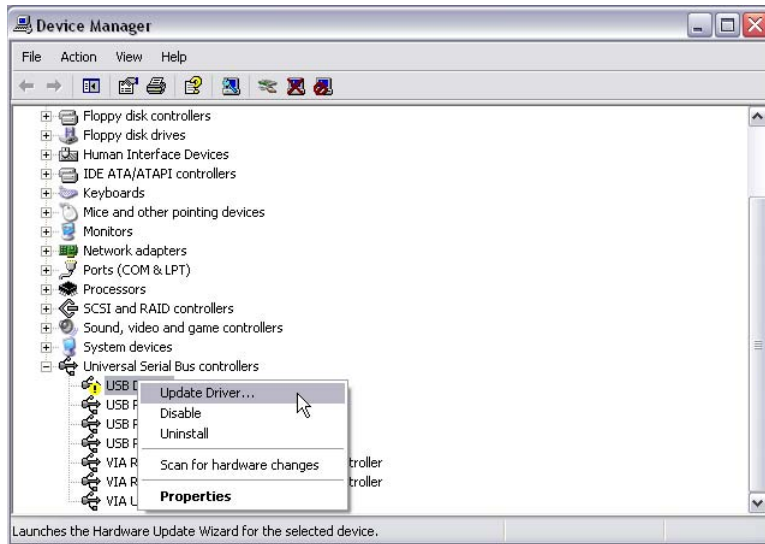 Device Manager
File Action View Help
Floppy disk controllers
Floppy disk drives
Human Interface Devices
IDE ATA/ATAPI controllers
Keyboards
Mice and other pointing devices
Monitors
Network adapters
Ports (COM & LPT)
Processors
SCSI and RAID controllers
Sound, video and game controllers
System devices
Universal Serial Bus controllers
USB
Update Driver...
USB
Disable
USB
Uninstall
USB
VIA
Scan for hardware changes
troller
VIA
troller
VIA
Properties
Launches the Hardware Update Wizard for the selected device.